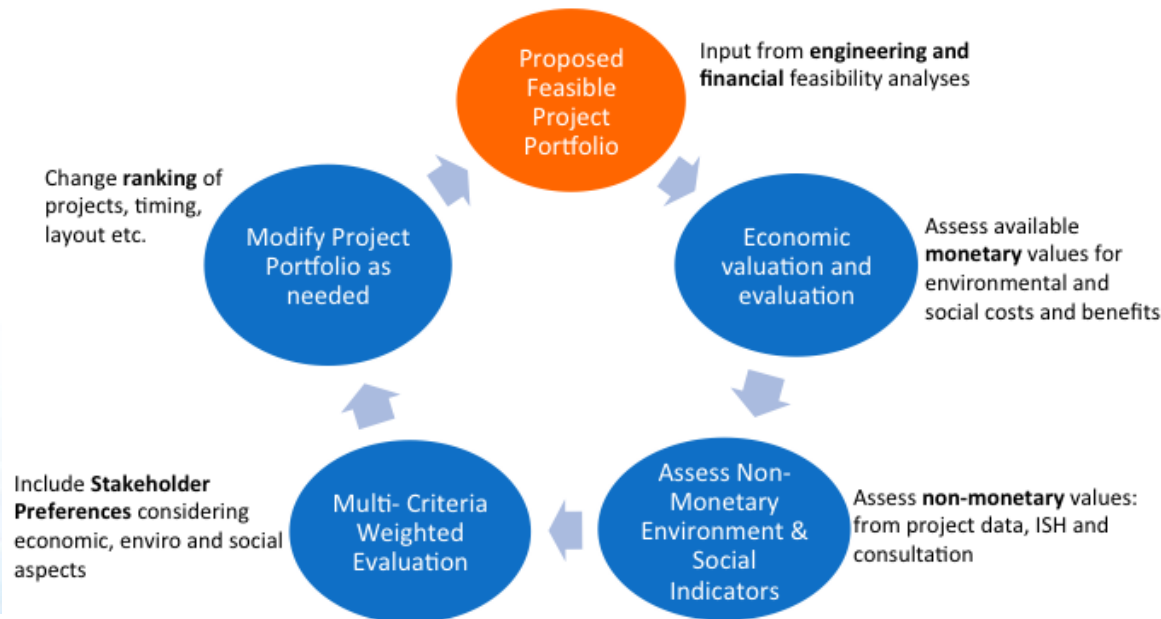 Proposed
Feasible
Project
Portfolio
Input from engineering and
financial feasibility analyses
Economic
valuation and
evaluation
Assess available
monetary values for
environmental and
social costs and benefits
Assess Non-
Monetary
Environment &
Social
Indicators
Assess non-monetary values:
from project data, ISH and
consultation
Multi- Criteria
Weighted
Evaluation
Include Stakeholder
Preferences considering
economic, enviro and social
aspects
Modify Project
Portfolio as
needed
Change ranking of
projects, timing,
layout etc.